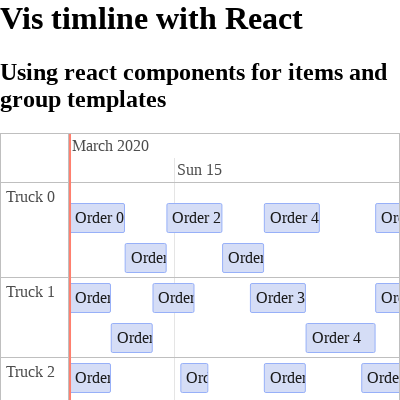 Vis timline with React
Using react components for items and
group templates
March 2020
Sun 15
Truck 0
Order 0 Order 2 Order 4 Or
Order Order
Truck 1
Order Order Order 3 Or
Order Order 4
Truck 2
Order Orc Order Orde